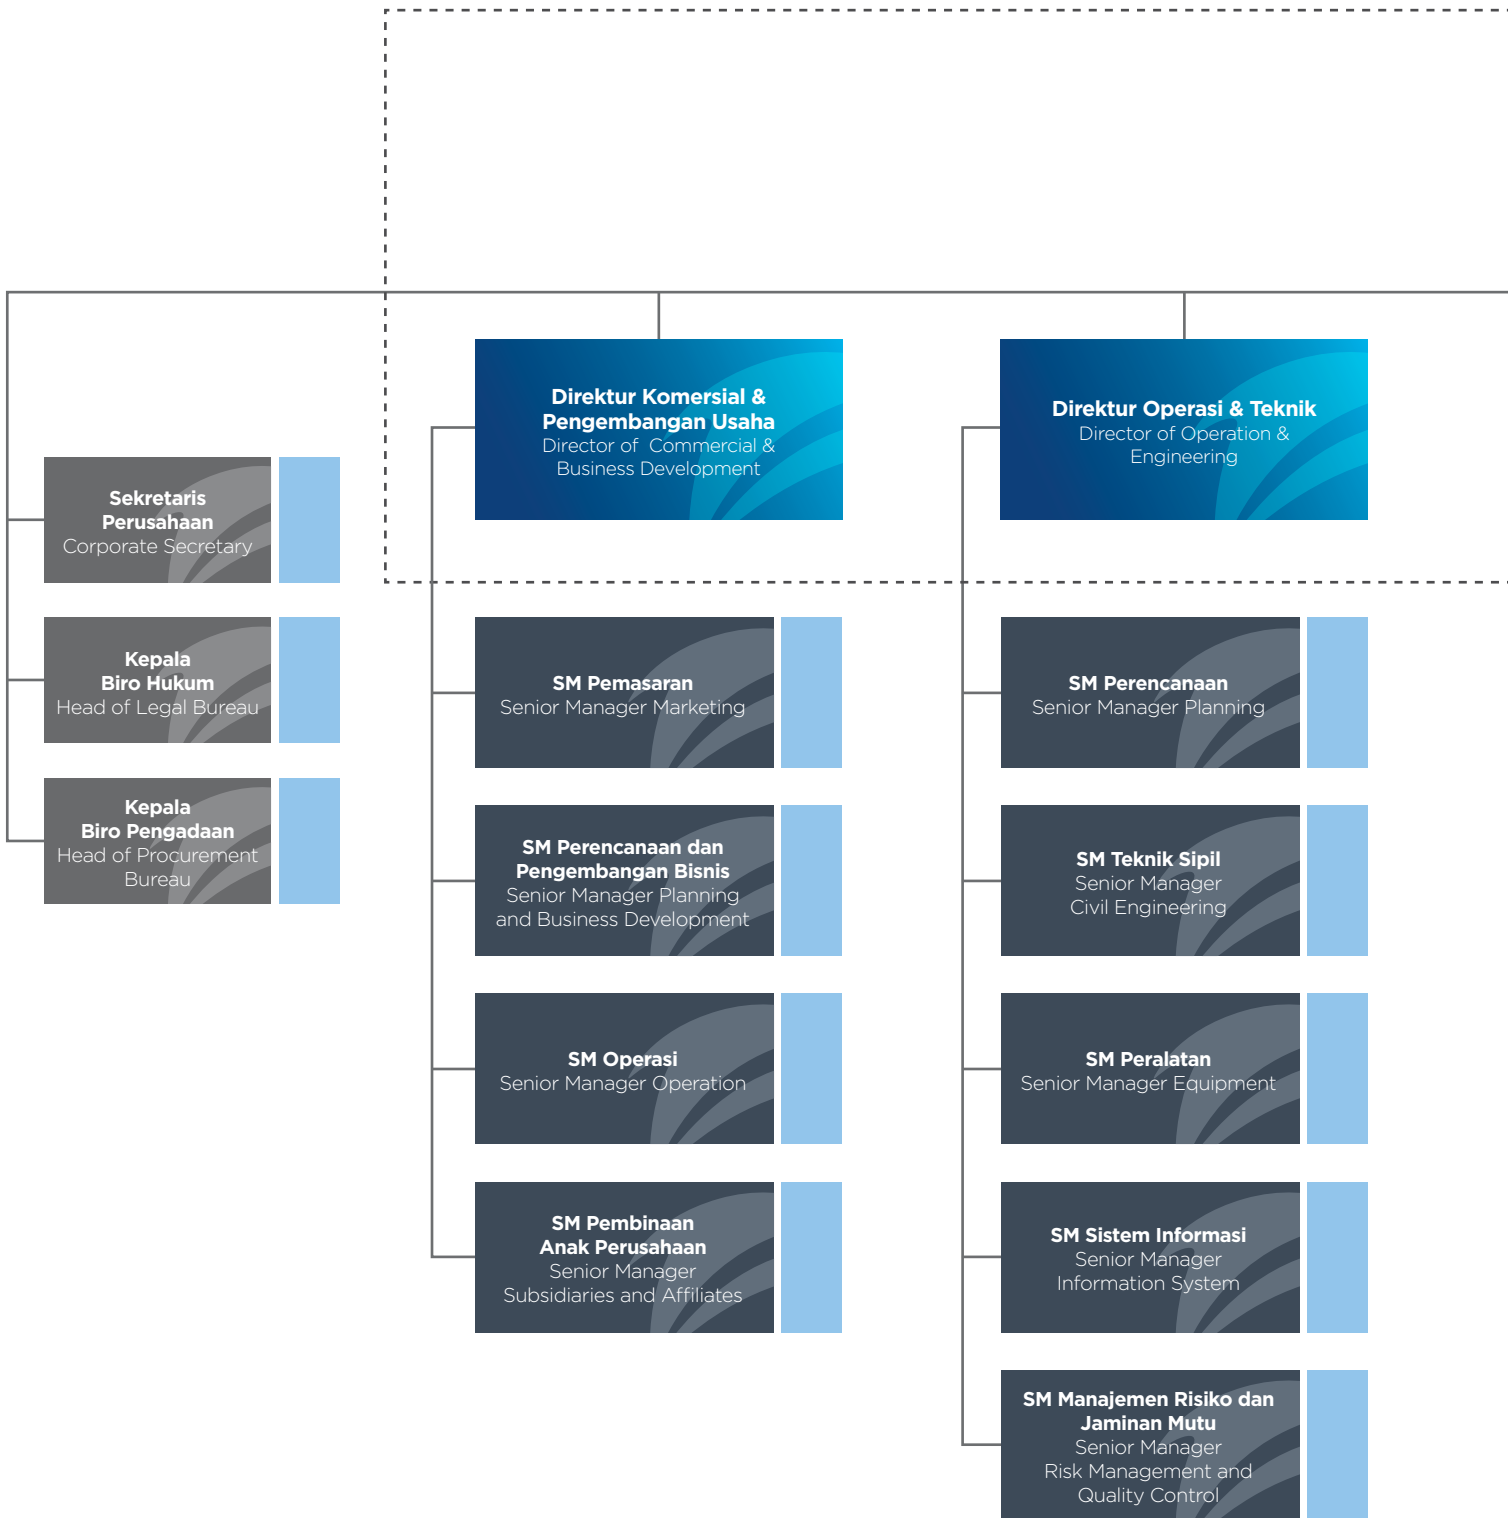 Direktur Komersial &
Pengembangan Usaha
Director of Commercial &
Business Development
Direktur Operasi & Teknik
Director of Operation &
Engineering
Sekretaris
Perusahaan
Corporate Secretary
Kepala
Biro Hukum
Head of Legal Bureau
Kepala
Biro Pengadaan
Head of Procurement
Bureau
SM Pemasaran
Senior Manager Marketing
SM Perencanaan dan
Pengembangan Bisnis
Senior Manager Planning
and Business Development
SM Operasi
Senior Manager Operation
SM Pembinaan
Anak Perusahaan
Senior Manager
Subsidiaries and Affiliates
SM Perencanaan
Senior Manager Planning
SM Teknik Sipil
Senior Manager
Civil Engineering
SM Peralatan
Senior Manager Equipment
SM Sistem Informasi
Senior Manager
Information System
SM Manajemen Risiko dan
Jaminan Mutu
Senior Manager
Risk Management and
Quality Control